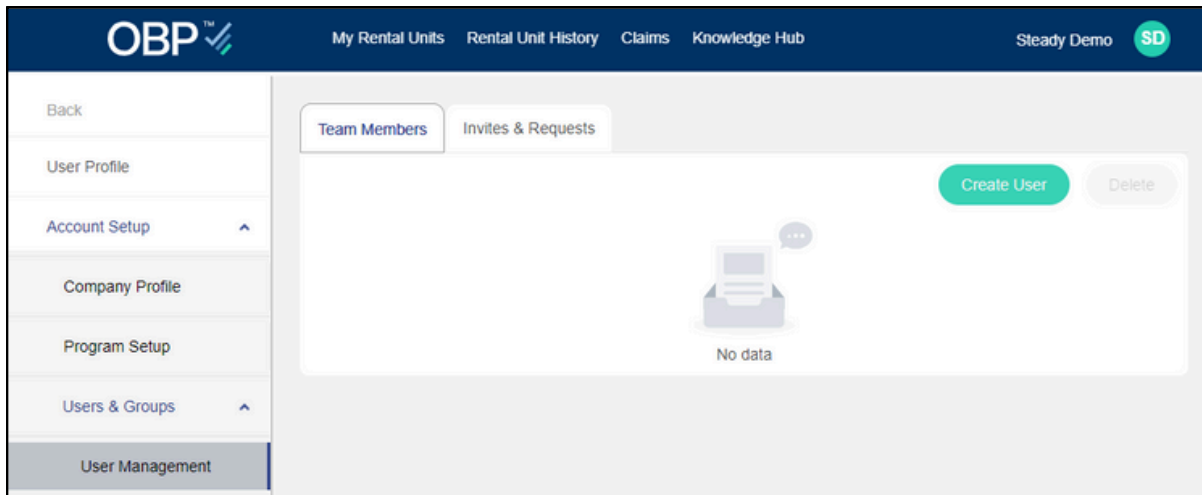 OBP™
My Rental Units Rental Unit History Claims Knowledge Hub
Steady Demo SD
Back
User Profile
Account Setup
Company Profile
Program Setup
Users & Groups
User Management
Team Members Invites & Requests
Create User Delete
No data